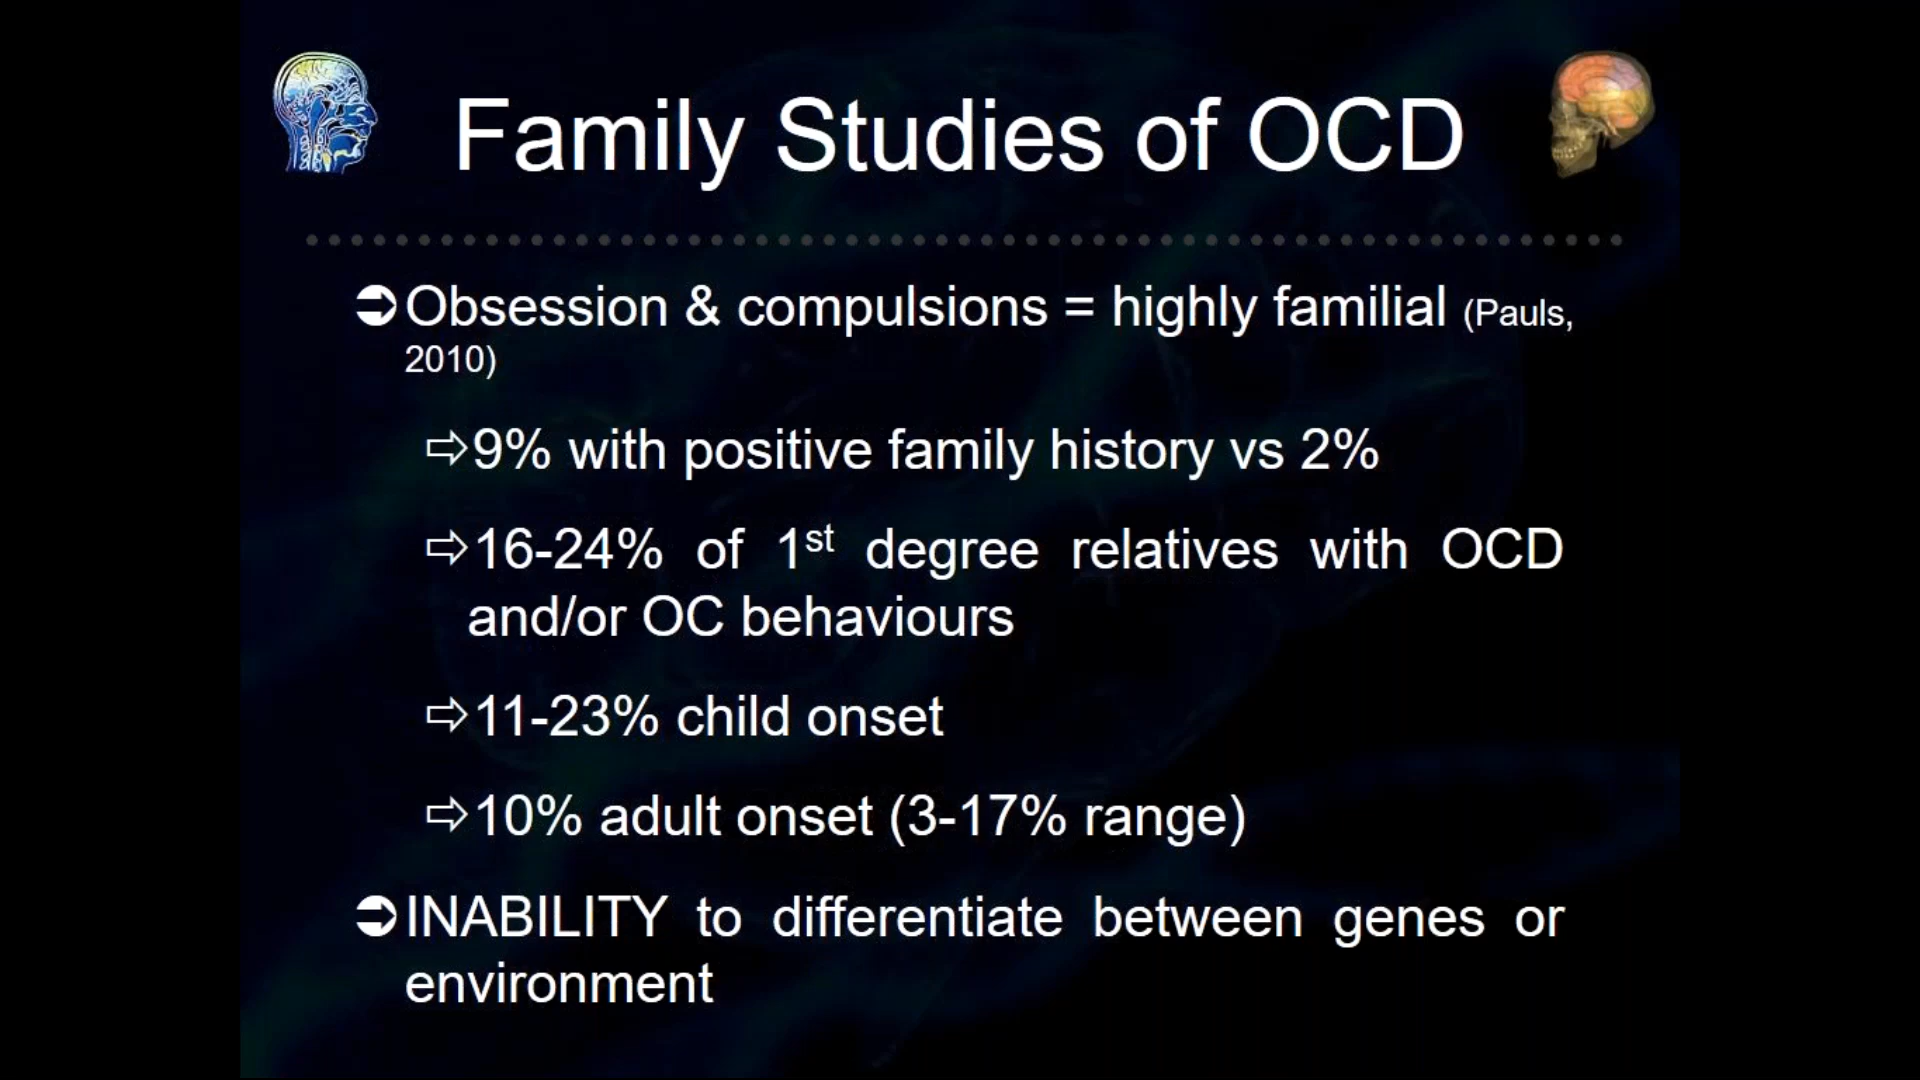 Family Studies of OCD
➲Obsession & compulsions = highly familial (Pauls,
2010)
⇨9% with positive family history vs 2%
⇨16-24% of 1st degree relatives with OCD
and/or OC behaviours
⇨11-23% child onset
⇨10% adult onset (3-17% range)
➲INABILITY to differentiate between genes or
environment